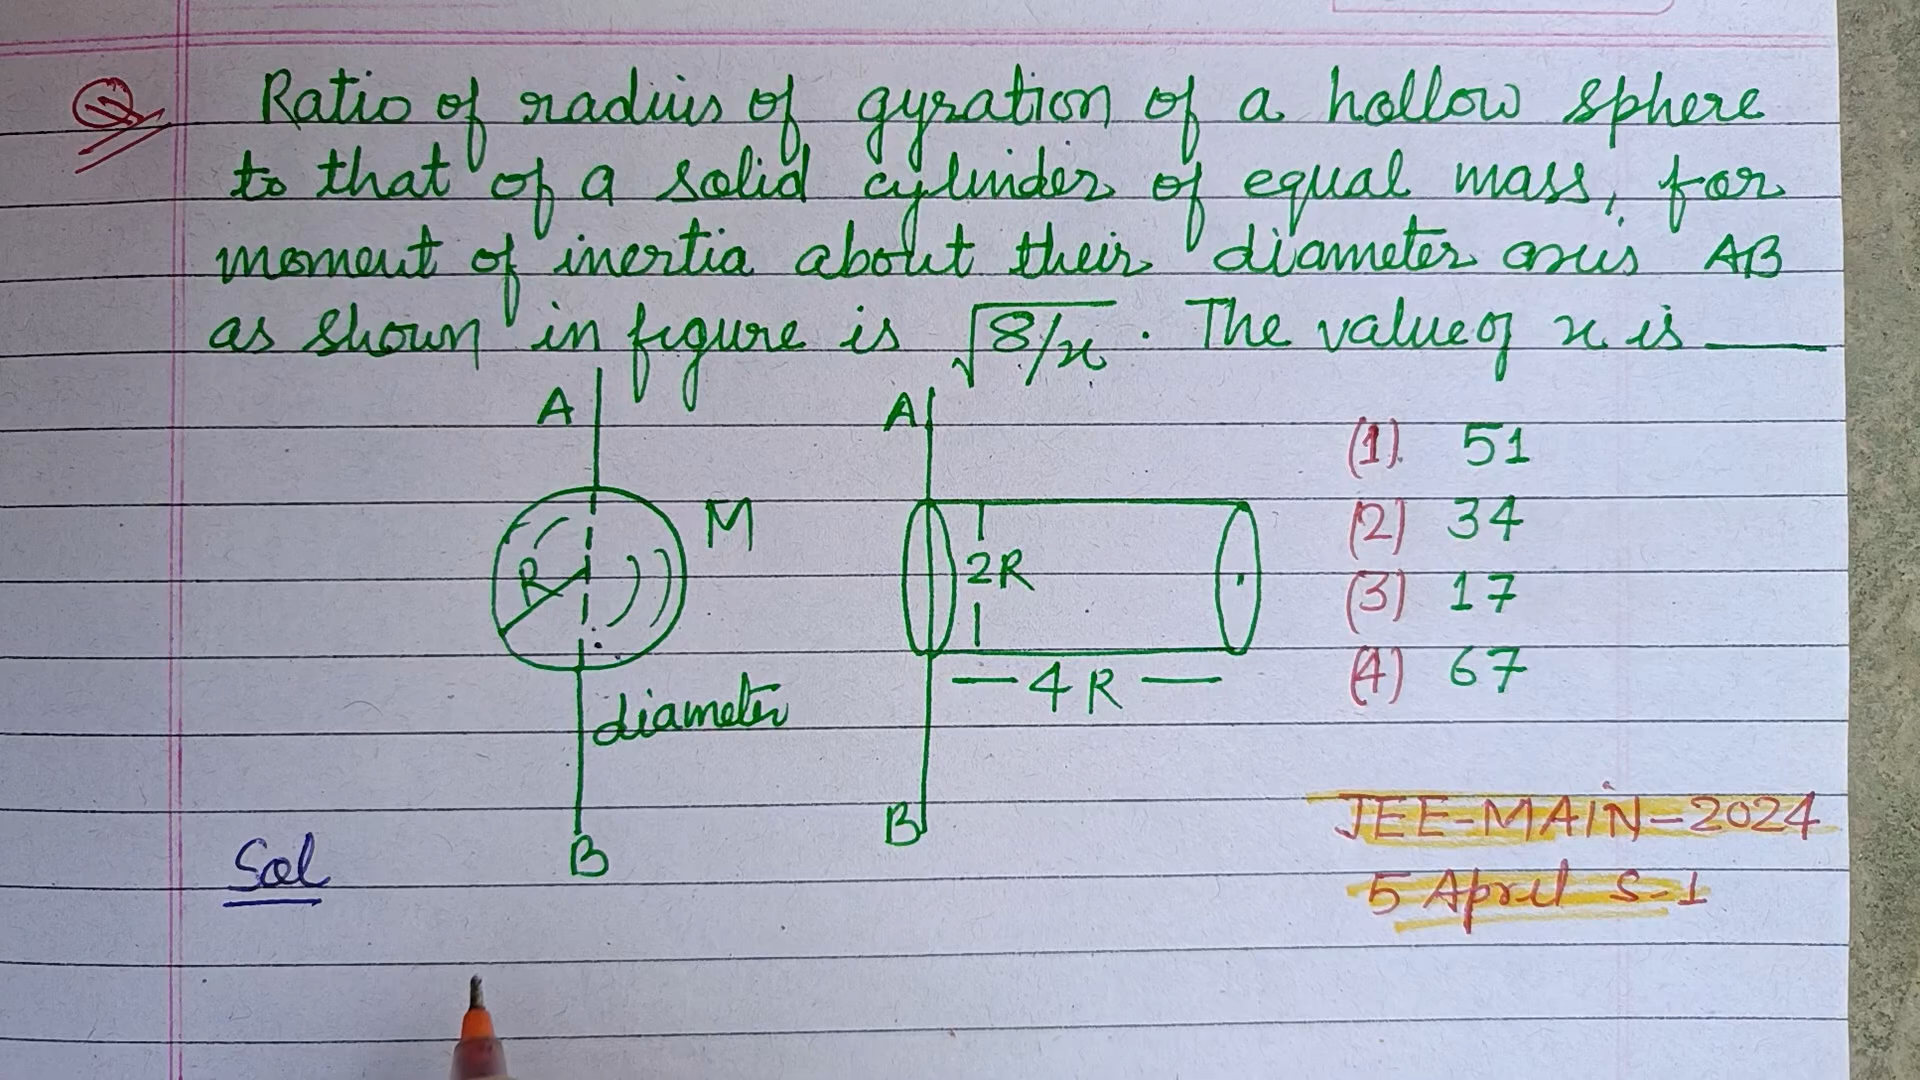 Q
Ratio of radius of gyration of a hollow sphere
to that of a solid cylinder of equal mass, for
moment of inertia about their diameter axis AB
as shown in figure is √8/x . The value of x is ____
A
A
(1) 51
M
(2) 34
R
2R
(3) 17
4R
(4) 67
diameter
B
B
JEE-MAIN-2024
5 April S-1
Sol